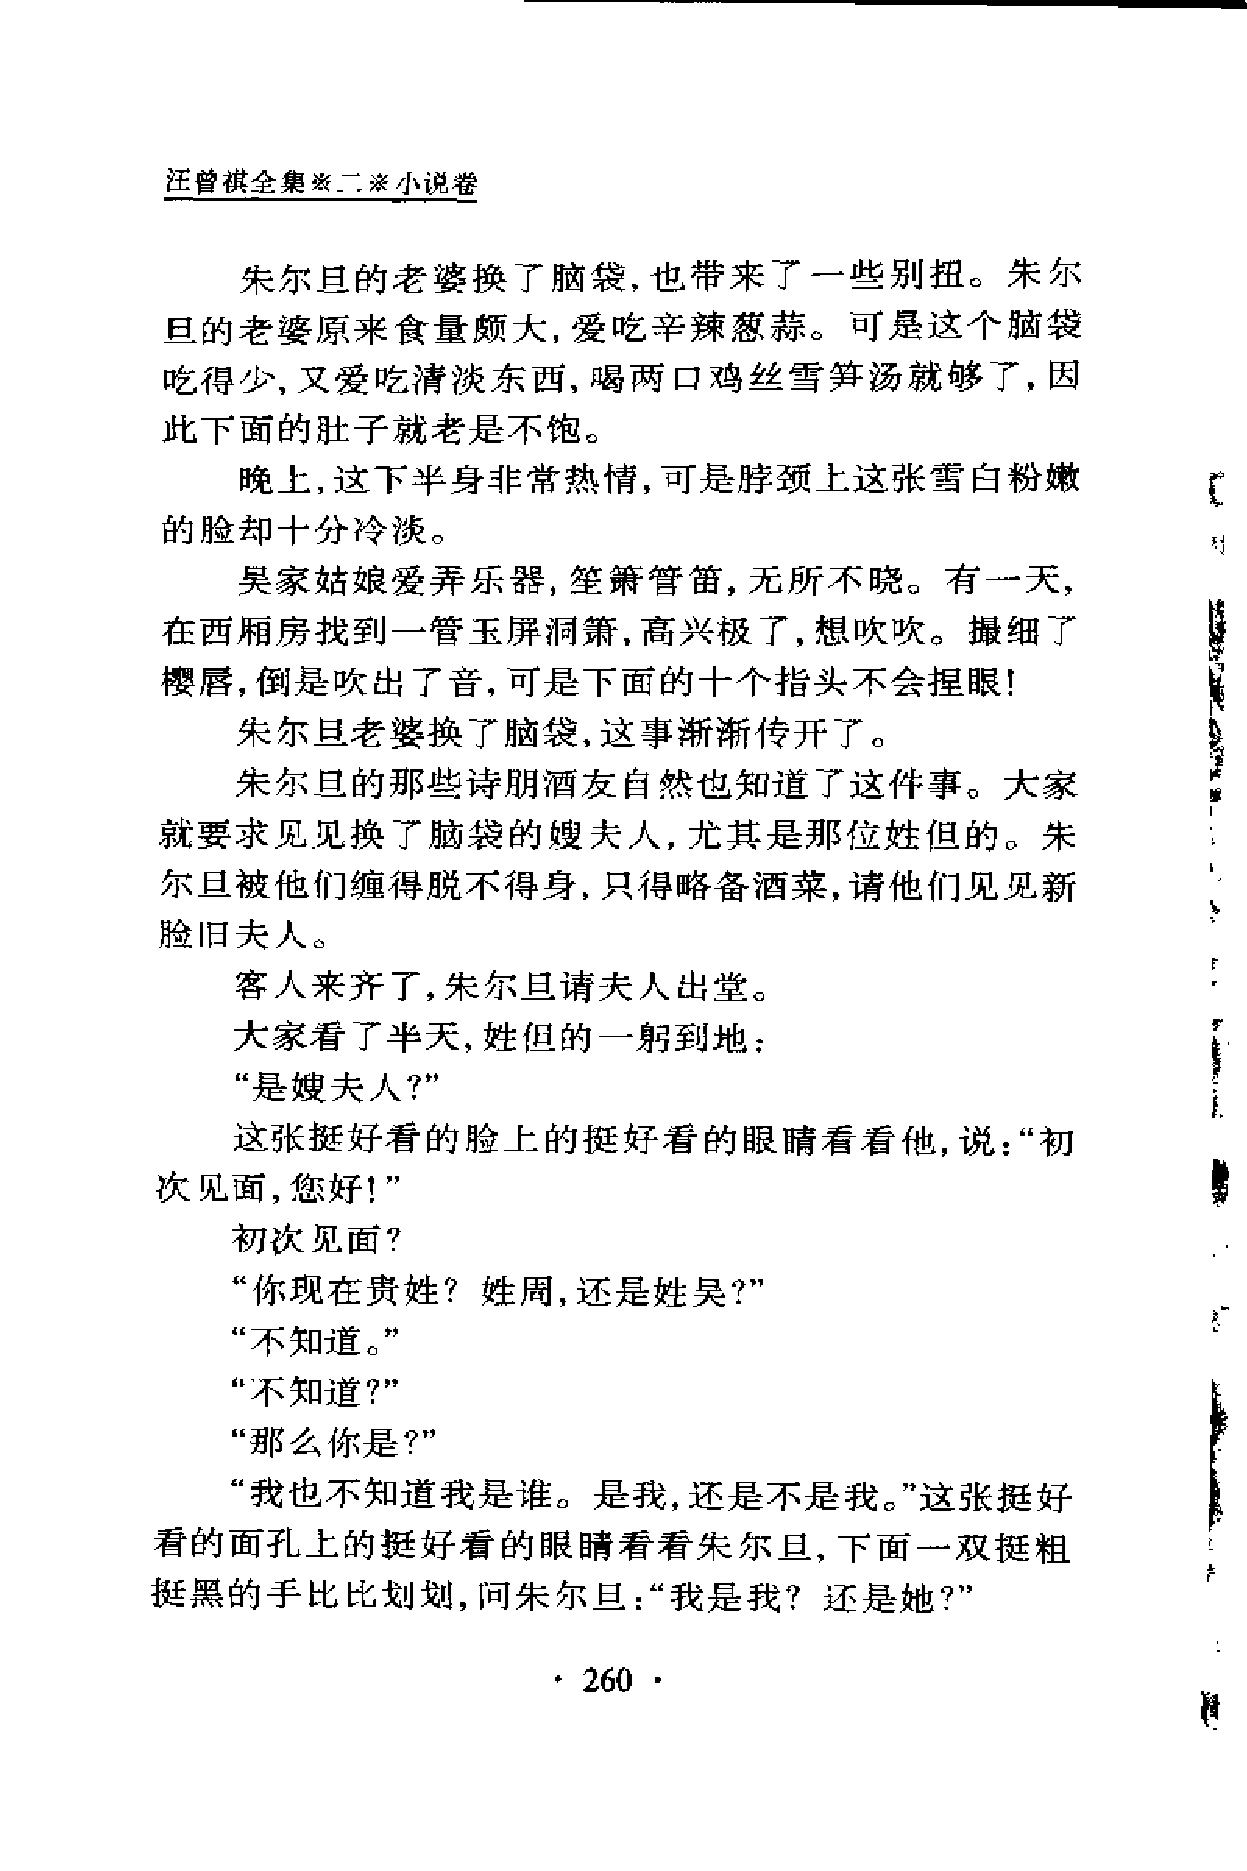 汪曾祺全集※二※小说卷
朱尔旦的老婆换了脑袋，也带来了一些别扭。朱尔
旦的老婆原来食量颇大，爱吃辛辣葱蒜。可是这个脑袋
吃得少，又爱吃清淡东西，喝两口鸡丝雪笋汤就够了，因
此下面的肚子就老是不饱。
晚上，这下半身非常热情，可是脖颈上这张雪白粉嫩
的脸却十分冷淡。
吴家姑娘爱弄乐器，笙箫管笛，无所不晓。有一天，
在西厢房找到一管玉屏洞箫，高兴极了，想吹吹。撮细了
樱唇，倒是吹出了音，可是下面的十个指头不会捏眼！
朱尔旦老婆换了脑袋，这事渐渐传开了。
朱尔旦的那些诗朋酒友自然也知道了这件事。大家
就要求见见换了脑袋的嫂夫人，尤其是那位姓但的。朱
尔旦被他们缠得脱不得身，只得略备酒菜，请他们见见新
脸旧夫人。
客人来齐了，朱尔旦请夫人出堂。
大家看了半天，姓但的一躬到地：
“是嫂夫人？”
这张挺好看的脸上的挺好看的眼睛看看他，说：“初
次见面，您好！”
初次见面？
“你现在贵姓？姓周，还是姓吴？”
“不知道。”
“不知道？”
“那么你是？”
“我也不知道我是谁。是我，还是不是我。”这张挺好
看的面孔上的挺好看的眼睛看看朱尔旦，下面一双挺粗
挺黑的手比比划划，问朱尔旦：“我是我？还是她？”
· 260 ·